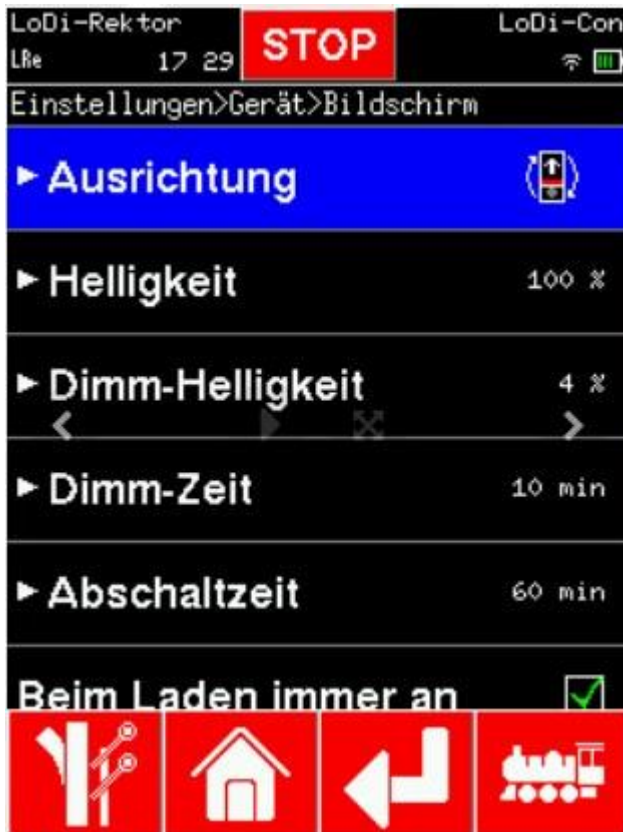 LoDi-Rektor
LRe 17 29
STOP
LoDi-Con
Einstellungen>Gerät>Bildschirm
Ausrichtung
Helligkeit 100 %
Dimm-Helligkeit 4 %
Dimm-Zeit 10 min
Abschaltzeit 60 min
Beim Laden immer an